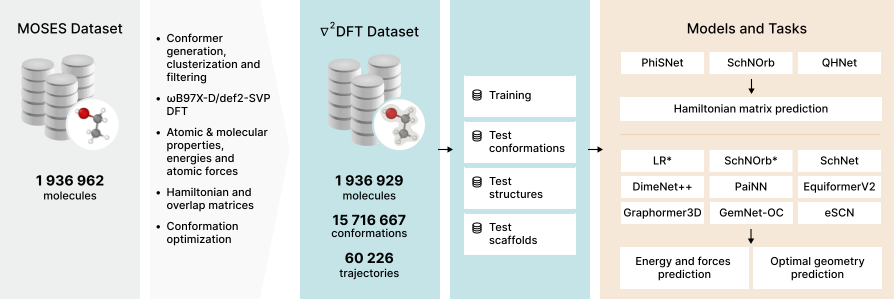 MOSES Dataset
1 936 962
molecules
• Conformer
generation,
clusterization and
filtering
• ωB97X-D/def2-SVP
DFT
• Atomic & molecular
properties,
energies and
atomic forces
• Hamiltonian and
overlap matrices
• Conformation
optimization
∇²DFT Dataset
1 936 929
molecules
15 716 667
conformations
60 226
trajectories
Training
Test
conformations
Test
structures
Test
scaffolds
Models and Tasks
PhiSNet SchNOrb QHNet
Hamiltonian matrix prediction
LR* SchNOrb* SchNet
DimeNet++ PaiNN EquiformerV2
Graphormer3D GemNet-OC eSCN
Energy and forces
prediction
Optimal geometry
prediction